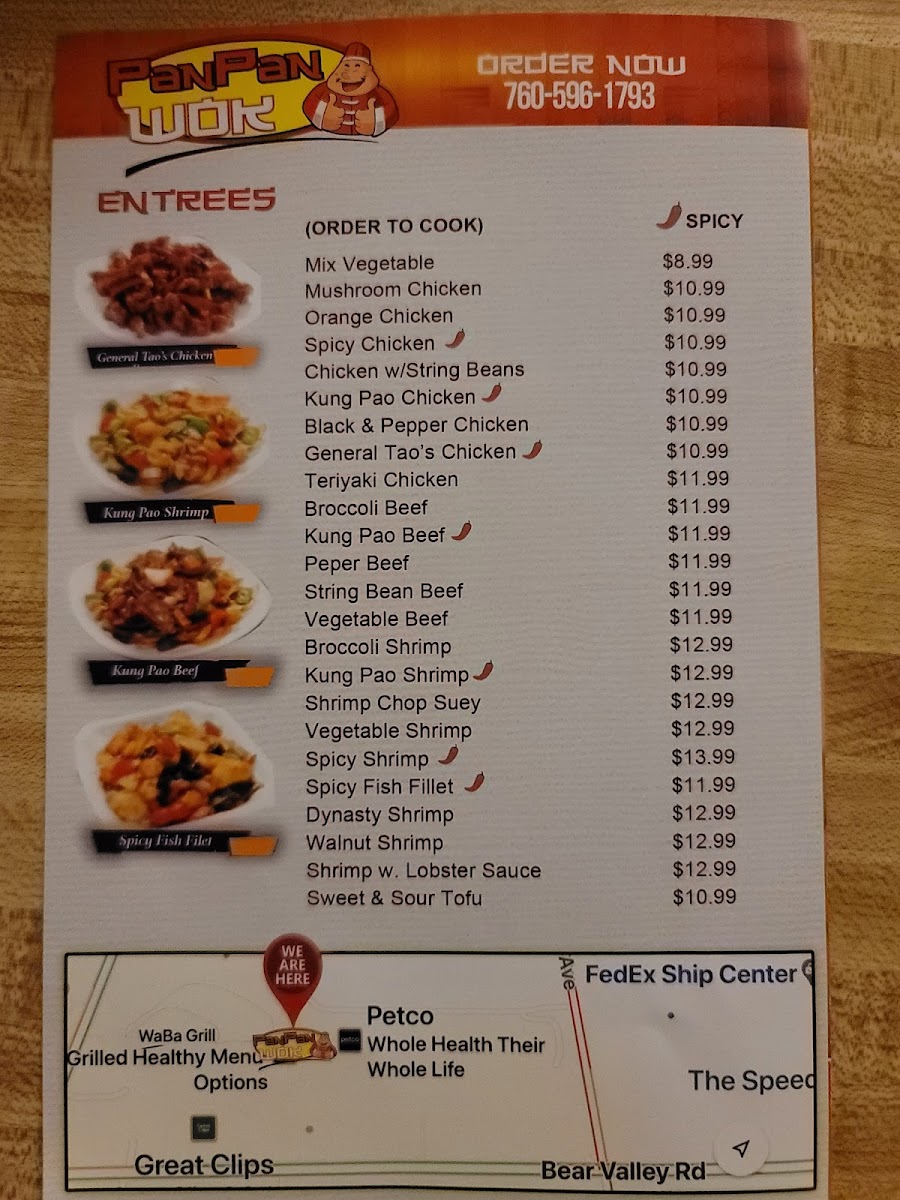 PanPan
WOK
ORDER NOW
760-596-1793
ENTREES
(ORDER TO COOK)
SPICY
Mix Vegetable $8.99
Mushroom Chicken $10.99
Orange Chicken $10.99
Spicy Chicken $10.99
Chicken w/String Beans $10.99
Kung Pao Chicken $10.99
Black & Pepper Chicken $10.99
General Tao's Chicken $10.99
Teriyaki Chicken $11.99
Broccoli Beef $11.99
Kung Pao Beef $11.99
Peper Beef $11.99
String Bean Beef $11.99
Vegetable Beef $11.99
Broccoli Shrimp $12.99
Kung Pao Shrimp $12.99
Shrimp Chop Suey $12.99
Vegetable Shrimp $12.99
Spicy Shrimp $13.99
Spicy Fish Fillet $11.99
Dynasty Shrimp $12.99
Walnut Shrimp $12.99
Shrimp w. Lobster Sauce $12.99
Sweet & Sour Tofu $10.99
General Tao's Chicken
Kung Pao Shrimp
Kung Pao Beef
Spicy Fish Filet
WE
ARE
HERE
PanPan
WOK
WaBa Grill
Grilled Healthy Menu
Options
petco
Petco
Whole Health Their
Whole Life
Great Clips
Ave
FedEx Ship Center
The Speed
Bear Valley Rd